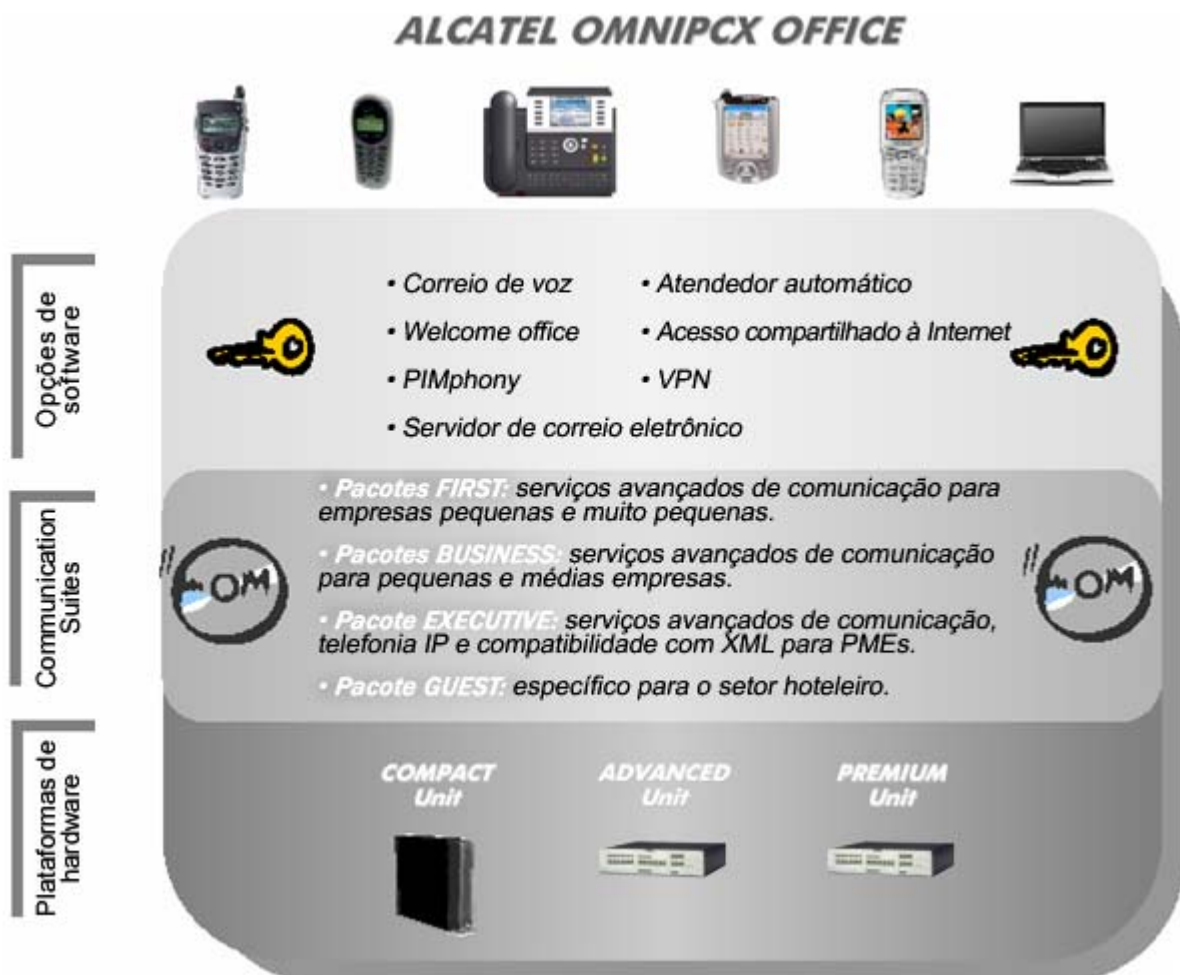 ALCATEL OMNIPCX OFFICE
Opções de
software
• Correio de voz
• Atendedor automático
• Welcome office
• Acesso compartilhado à Internet
• PIMphony
• VPN
• Servidor de correio eletrônico
Communication
Suites
• Pacotes FIRST: serviços avançados de comunicação para
empresas pequenas e muito pequenas.
• Pacotes BUSINESS: serviços avançados de comunicação
para pequenas e médias empresas.
• Pacote EXECUTIVE: serviços avançados de comunicação,
telefonia IP e compatibilidade com XML para PMEs.
• Pacote GUEST: específico para o setor hoteleiro.
OM
OM
Plataformas de
hardware
COMPACT
Unit
ADVANCED
Unit
PREMIUM
Unit